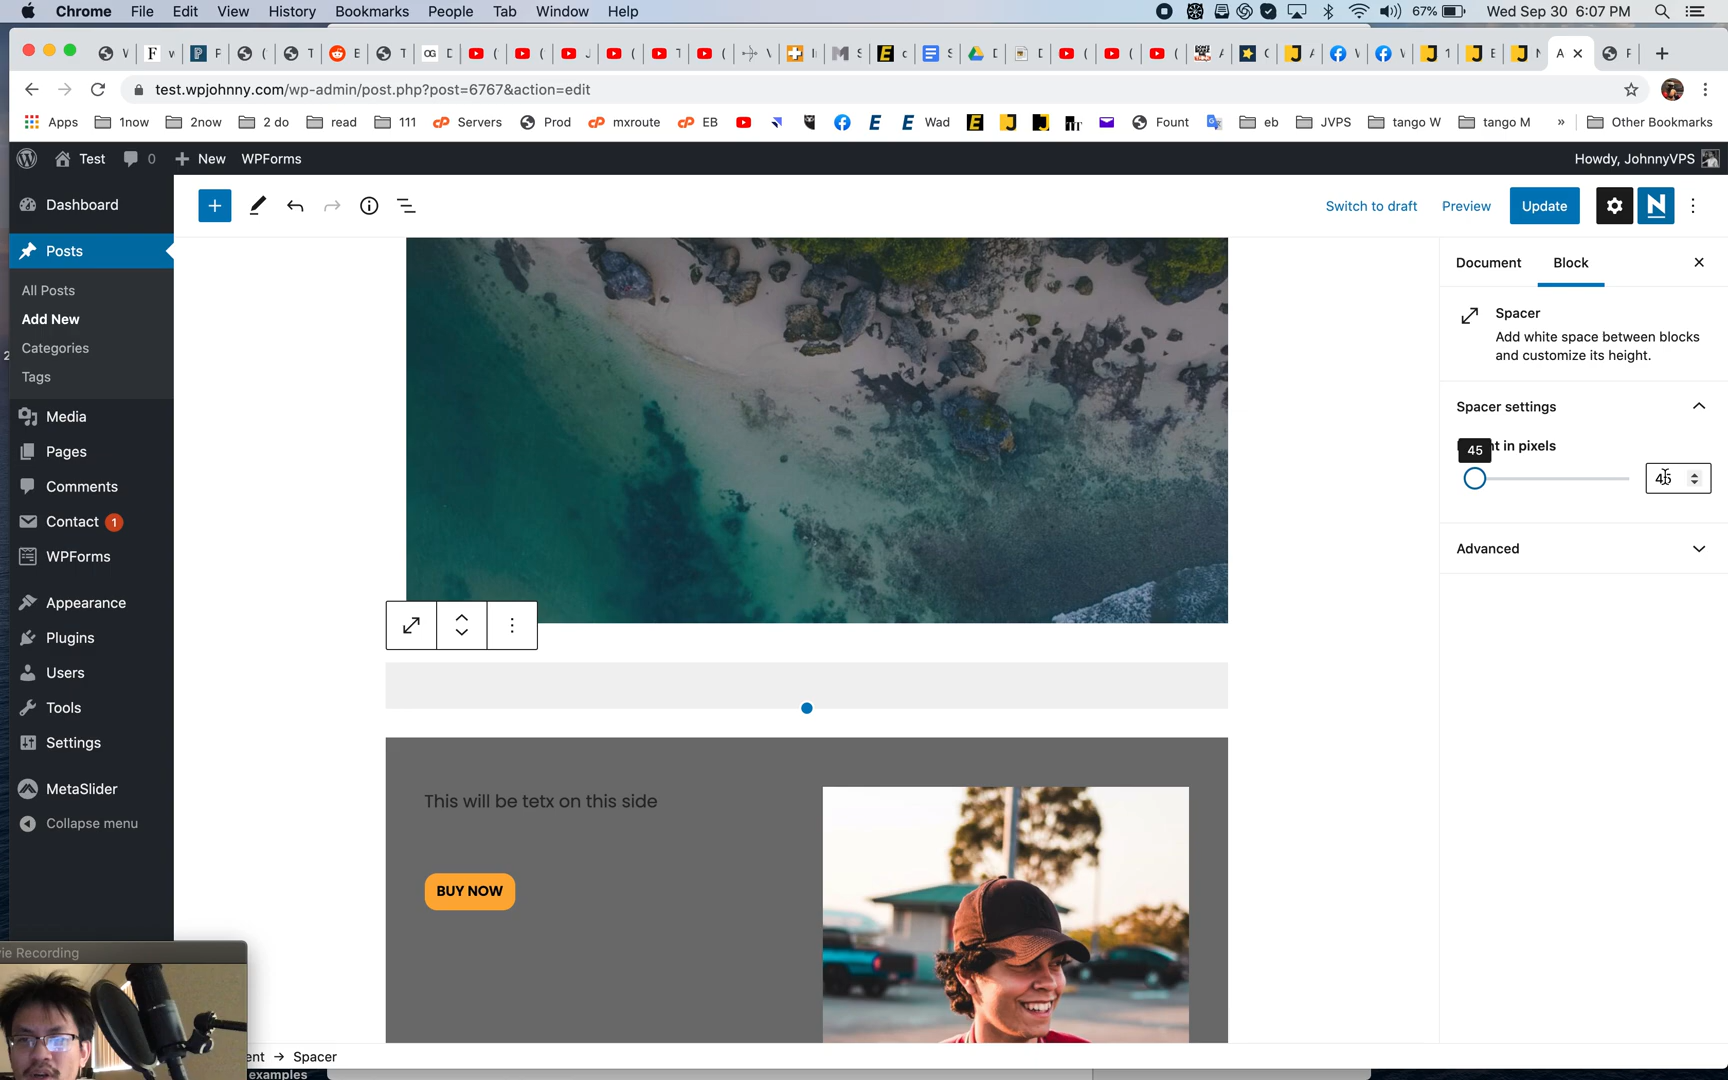 Chrome File Edit View History Bookmarks People Tab Window Help 67% Wed Sep 30 6:07 PM
test.wpjohnny.com/wp-admin/post.php?post=6767&action=edit
Apps 1now 2now 2 do read 111 Servers Prod mxroute EB Wad Fount eb JVPS tango W tango M » Other Bookmarks
Test 0 New WPForms Howdy, JohnnyVPS
Dashboard
Posts
All Posts
Add New
Categories
Tags
Media
Pages
Comments
Contact 1
WPForms
Appearance
Plugins
Users
Tools
Settings
MetaSlider
Collapse menu
Switch to draft Preview Update
Document Block
Spacer
Add white space between blocks
and customize its height.
Spacer settings
45 in pixels
45
Advanced
This will be tetx on this side
BUY NOW
ie Recording
ent → Spacer
examples